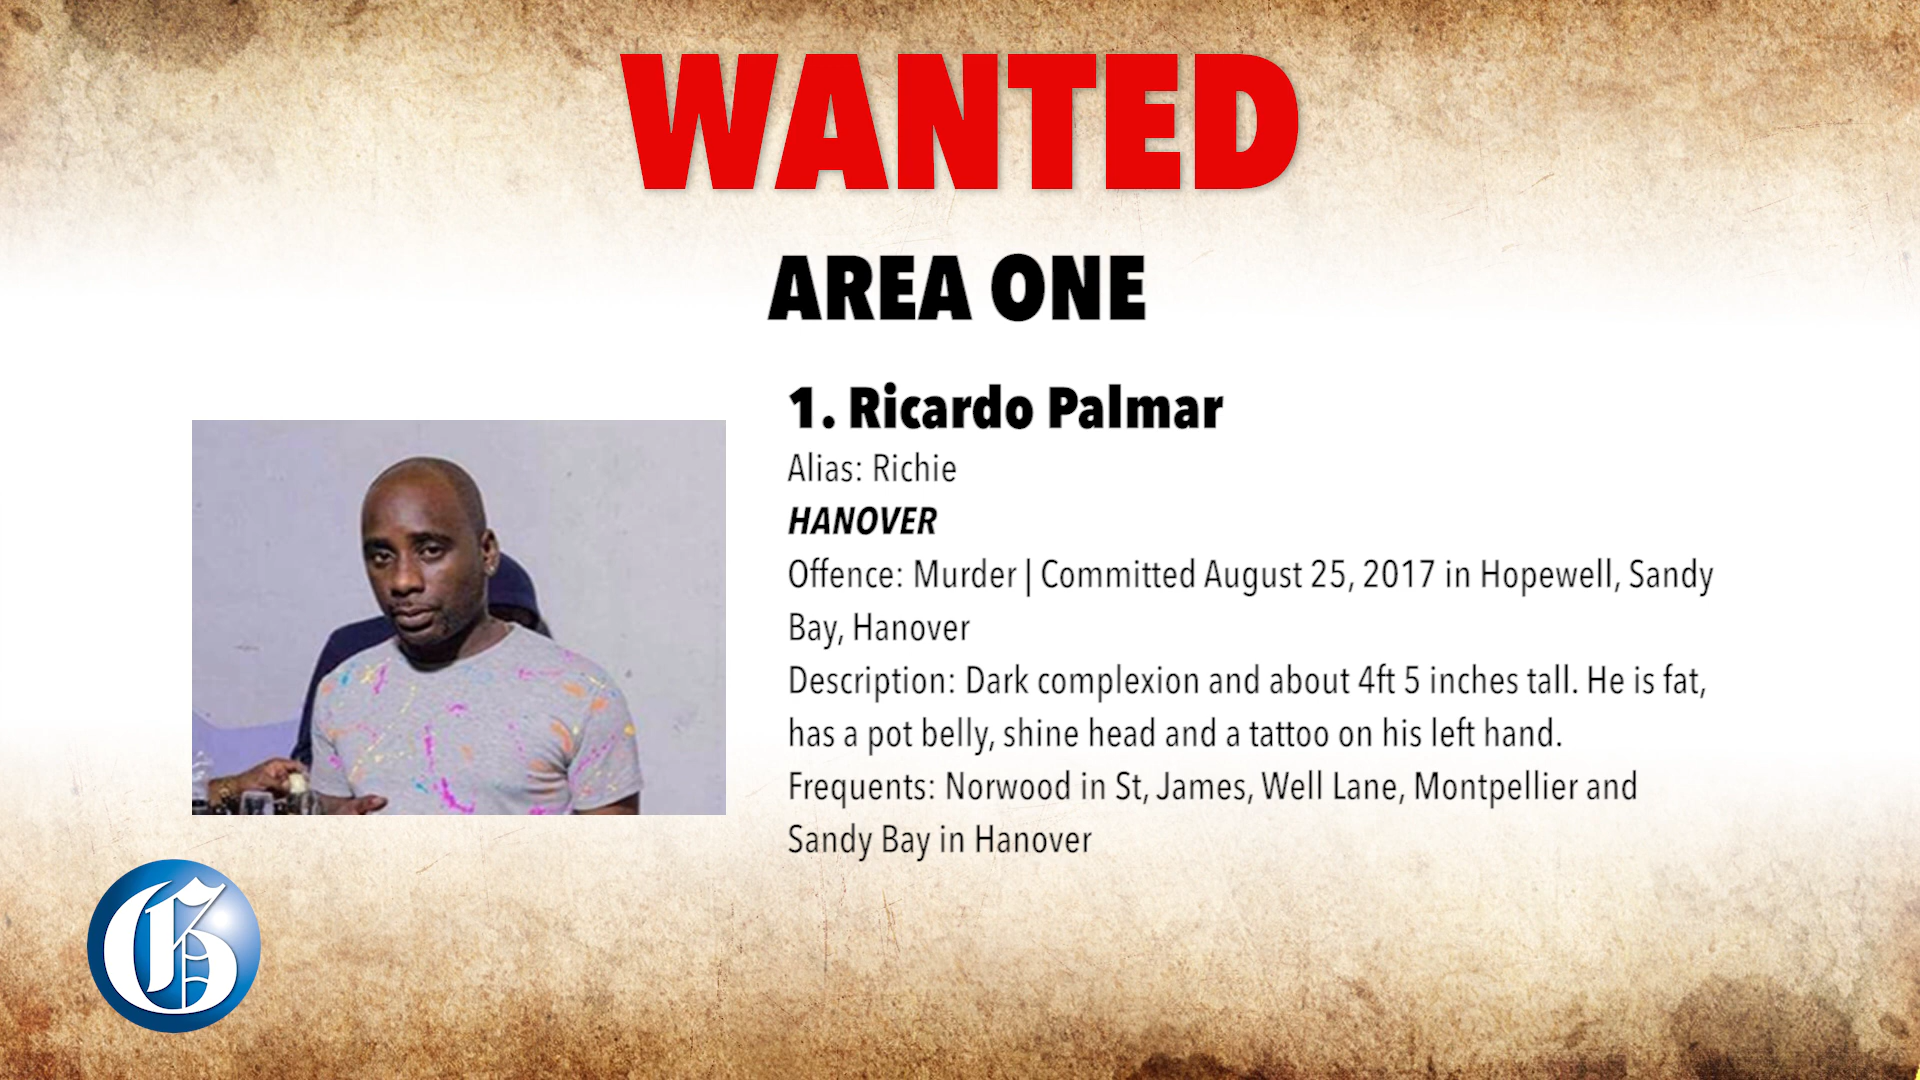 WANTED
AREA ONE
1. Ricardo Palmar
Alias: Richie
HANOVER
Offence: Murder | Committed August 25, 2017 in Hopewell, Sandy
Bay, Hanover
Description: Dark complexion and about 4ft 5 inches tall. He is fat,
has a pot belly, shine head and a tattoo on his left hand.
Frequents: Norwood in St, James, Well Lane, Montpellier and
Sandy Bay in Hanover
G